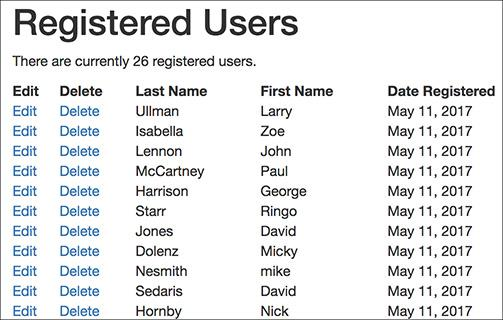 Registered Users
There are currently 26 registered users.
Edit Delete Last Name First Name Date Registered
Edit Delete Ullman Larry May 11, 2017
Edit Delete Isabella Zoe May 11, 2017
Edit Delete Lennon John May 11, 2017
Edit Delete McCartney Paul May 11, 2017
Edit Delete Harrison George May 11, 2017
Edit Delete Starr Ringo May 11, 2017
Edit Delete Jones David May 11, 2017
Edit Delete Dolenz Micky May 11, 2017
Edit Delete Nesmith mike May 11, 2017
Edit Delete Sedaris David May 11, 2017
Edit Delete Hornby Nick May 11, 2017